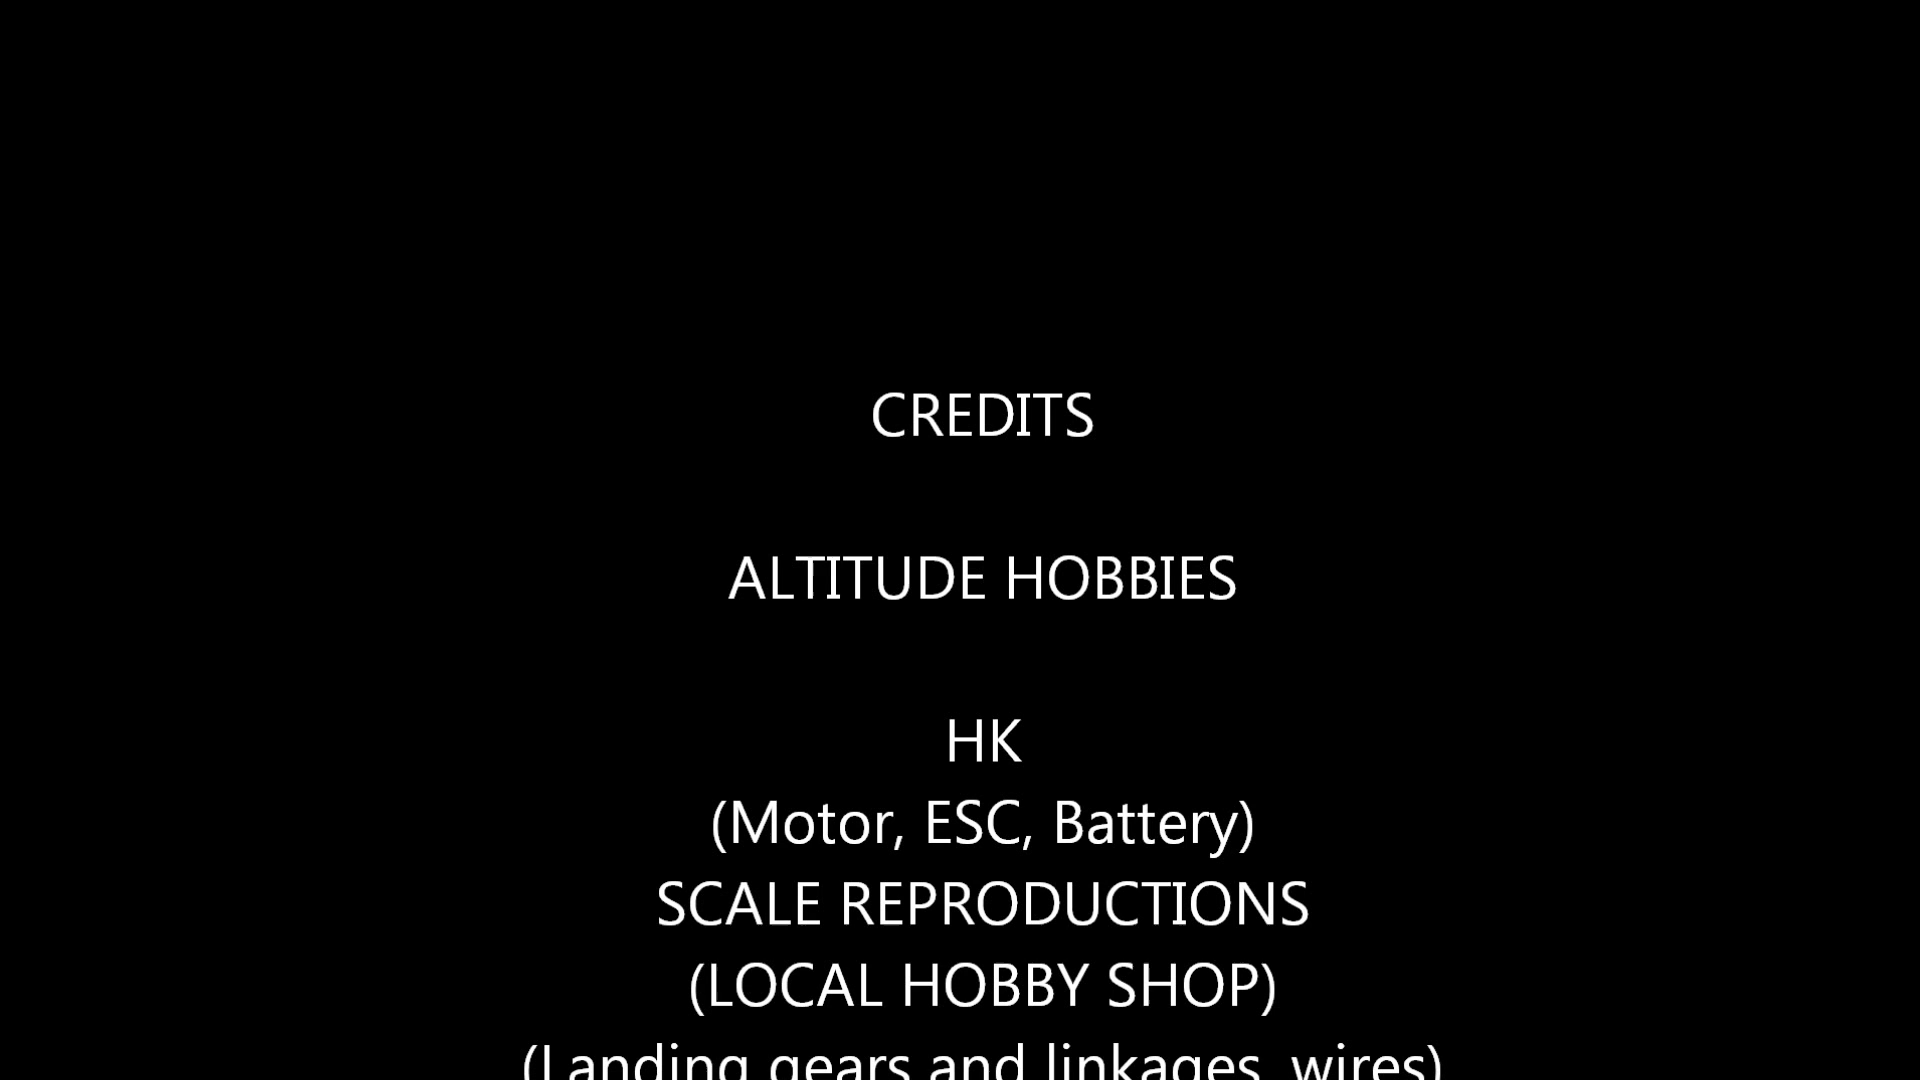 CREDITS
ALTITUDE HOBBIES
HK
(Motor, ESC, Battery)
SCALE REPRODUCTIONS
(LOCAL HOBBY SHOP)
(Landing gears and linkages, wires)